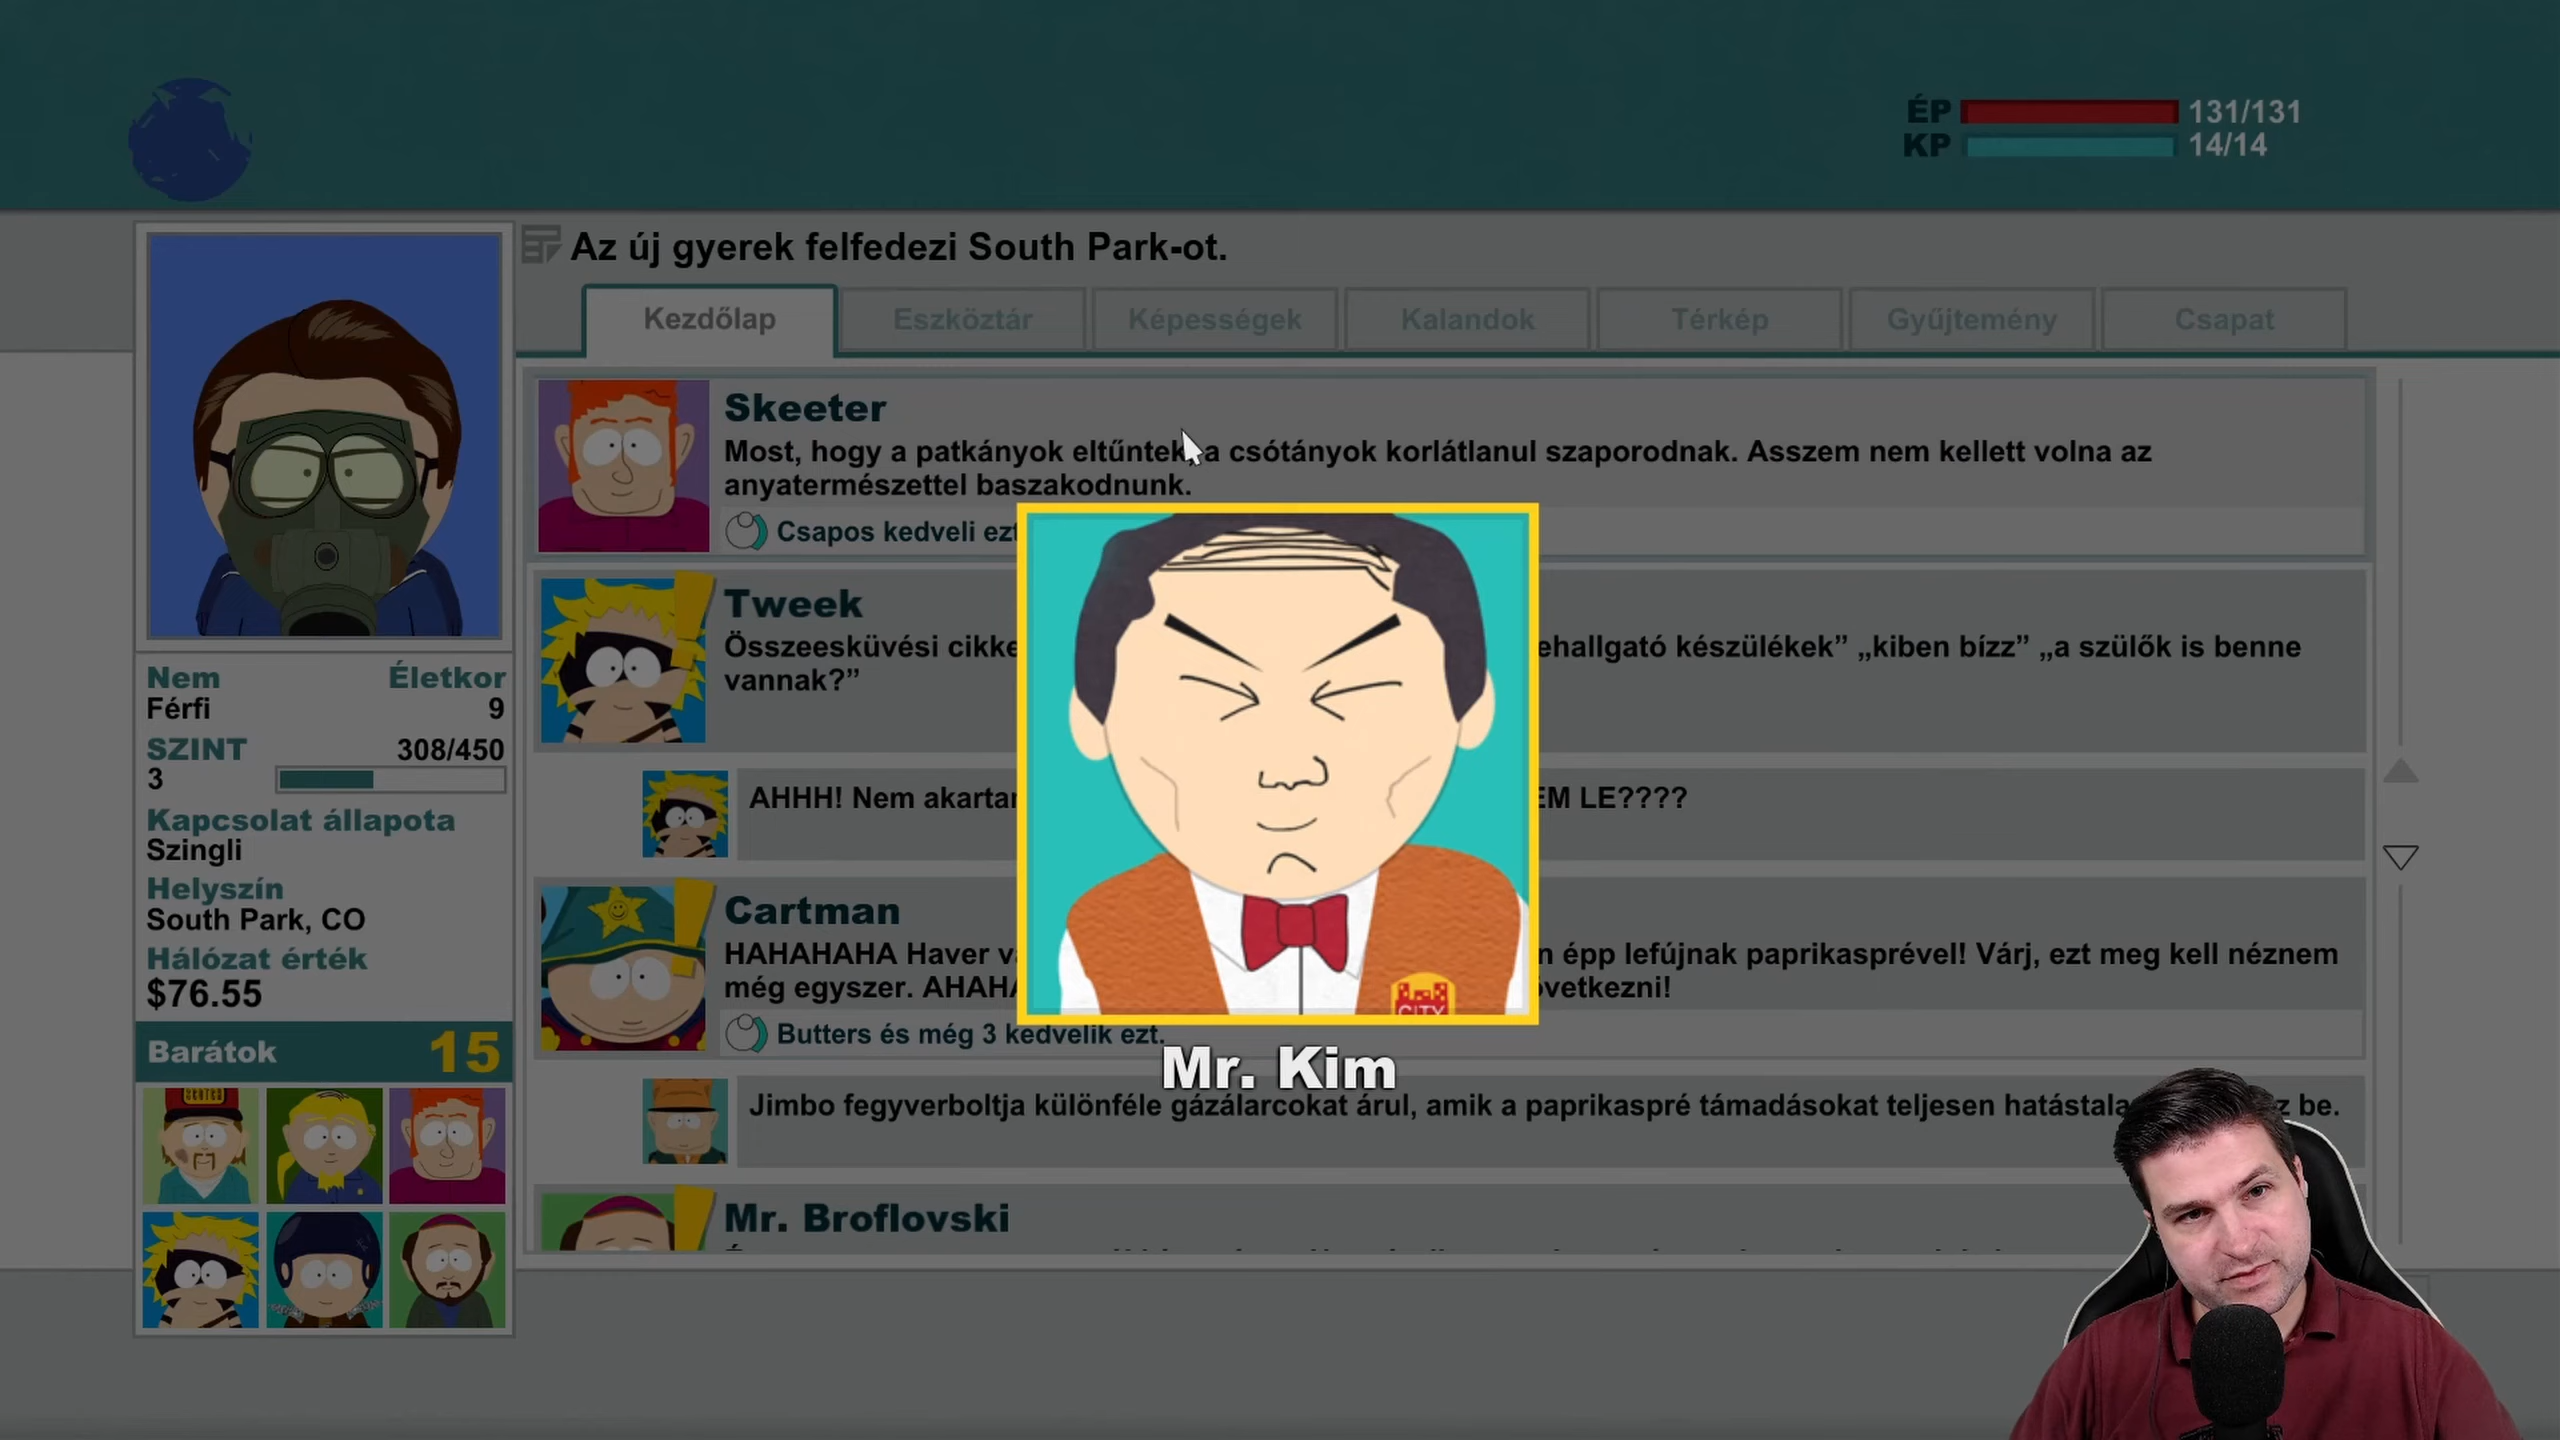 ÉP 131/131
KP 14/14
Az új gyerek felfedezi South Park-ot.
Kezdőlap Eszköztár Képességek Kalandok Térkép Gyűjtemény Csapat
Skeeter
Most, hogy a patkányok eltűntek, a csótányok korlátlanul szaporodnak. Asszem nem kellett volna az
anyatermészettel baszakodnunk.
Csapos kedveli ezt
Tweek
Összeesküvési cikke ehallgató készülékek” „kiben bízz” „a szülők is benne
vannak?”
AHHH! Nem akartam EM LE????
Cartman
HAHAHAHA Haver épp lefújnak paprikasprével! Várj, ezt meg kell néznem
még egyszer. AHAHA övetkezni!
Butters és még 3 kedvelik ezt.
Jimbo fegyverboltja különféle gázálarcokat árul, amik a paprikaspré támadásokat teljesen hatástala z be.
Mr. Broflovski
Nem Életkor
Férfi 9
SZINT 308/450
3
Kapcsolat állapota
Szingli
Helyszín
South Park, CO
Hálózat érték
$76.55
Barátok 15
CITY
Mr. Kim